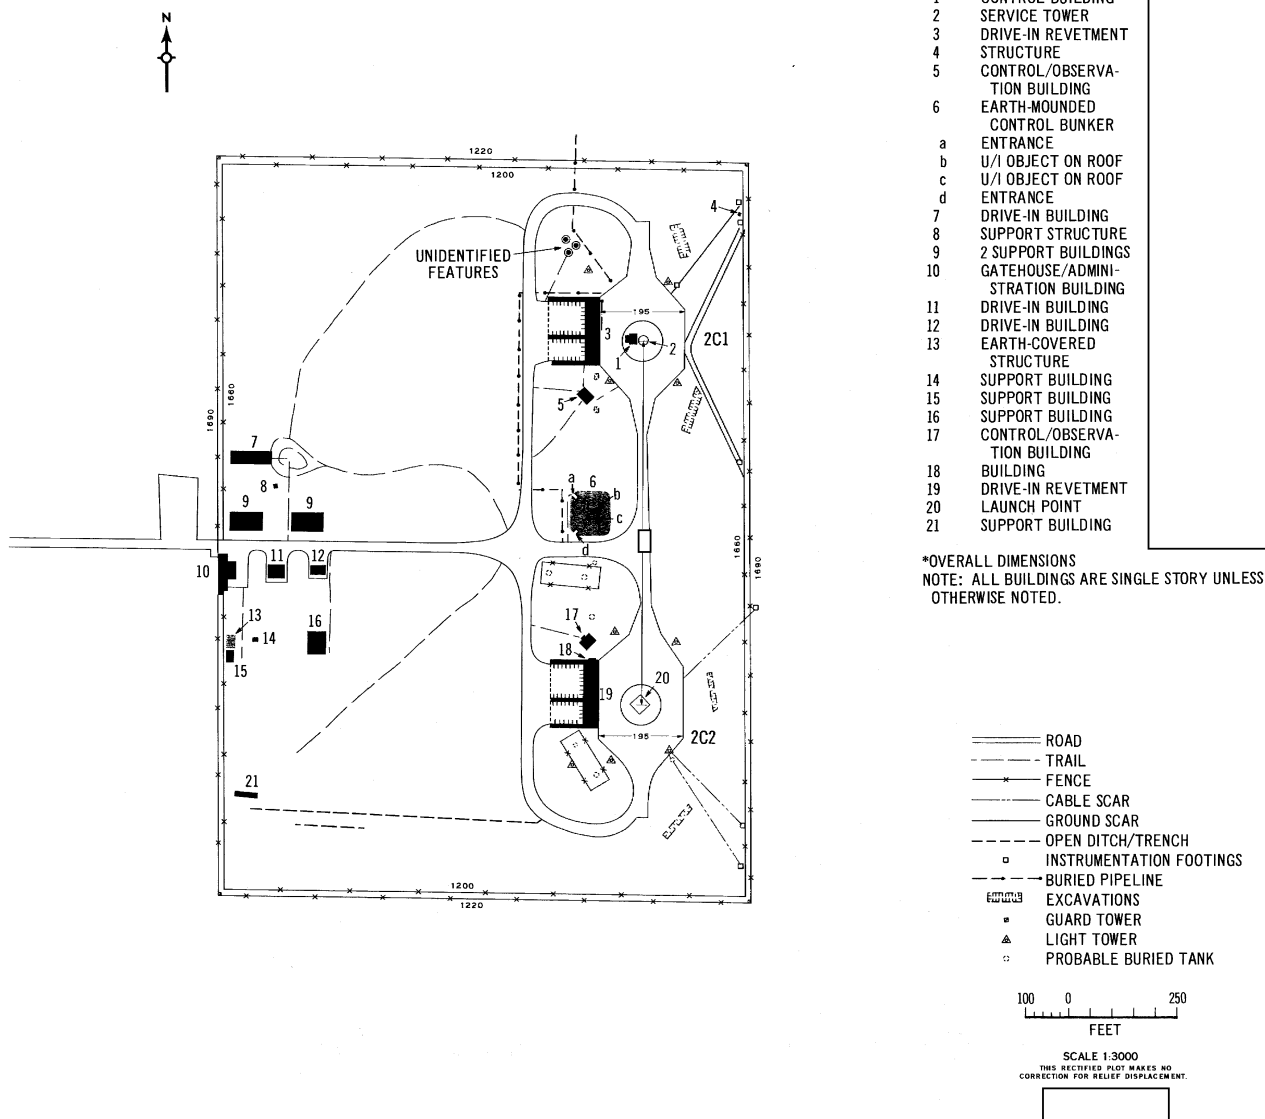 N
1 CONTROL BUILDING
2 SERVICE TOWER
3 DRIVE-IN REVETMENT
4 STRUCTURE
5 CONTROL/OBSERVA-
TION BUILDING
6 EARTH-MOUNDED
CONTROL BUNKER
a ENTRANCE
b U/I OBJECT ON ROOF
c U/I OBJECT ON ROOF
d ENTRANCE
7 DRIVE-IN BUILDING
8 SUPPORT STRUCTURE
9 2 SUPPORT BUILDINGS
10 GATEHOUSE/ADMINI-
STRATION BUILDING
11 DRIVE-IN BUILDING
12 DRIVE-IN BUILDING
13 EARTH-COVERED
STRUCTURE
14 SUPPORT BUILDING
15 SUPPORT BUILDING
16 SUPPORT BUILDING
17 CONTROL/OBSERVA-
TION BUILDING
18 BUILDING
19 DRIVE-IN REVETMENT
20 LAUNCH POINT
21 SUPPORT BUILDING
*OVERALL DIMENSIONS
NOTE: ALL BUILDINGS ARE SINGLE STORY UNLESS
OTHERWISE NOTED.
1220
1200
4
UNIDENTIFIED
FEATURES
195
3
2C1
1
2
1660
1690
5
7
8
6
a
b
c
d
9
9
1660
1690
10
11
12
13
14
15
16
17
18
19
20
195
2C2
21
1200
1220
ROAD
TRAIL
FENCE
CABLE SCAR
GROUND SCAR
OPEN DITCH/TRENCH
INSTRUMENTATION FOOTINGS
BURIED PIPELINE
EXCAVATIONS
GUARD TOWER
LIGHT TOWER
PROBABLE BURIED TANK
100 0 250
FEET
SCALE 1:3000
THIS RECTIFIED PLOT MAKES NO
CORRECTION FOR RELIEF DISPLACEMENT.